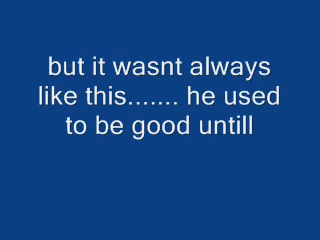 but it wasnt always
like this....... he used
to be good untill